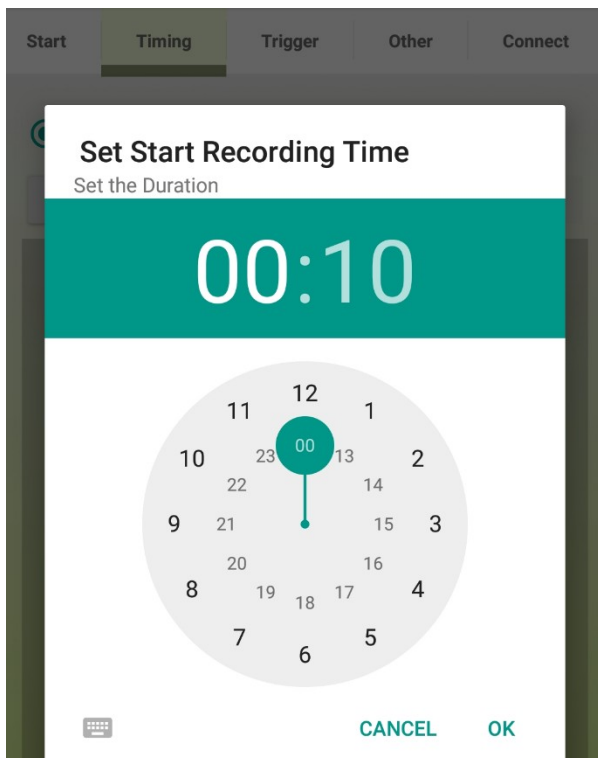 Start Timing Trigger Other Connect
Set Start Recording Time
Set the Duration
00:10
12
11 1
00
10 23 13 2
22 14
9 21 15 3
20 16
8 19 17 4
18
7 5
6
CANCEL OK